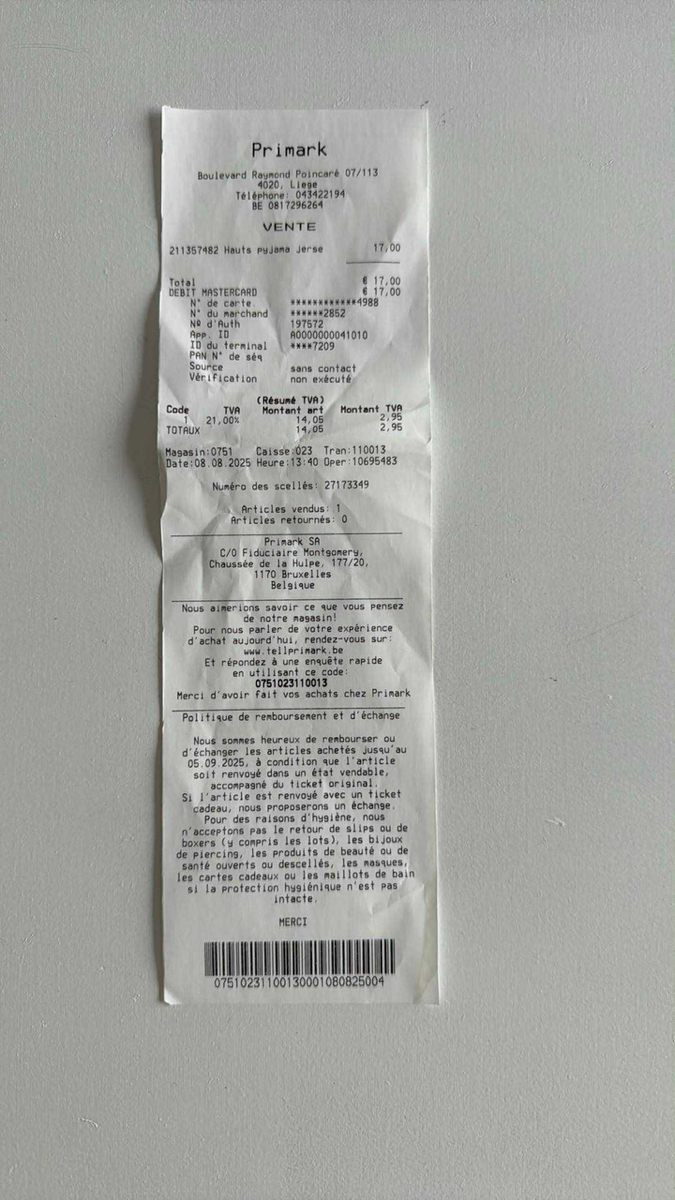 Primark
Boulevard Raymond Poincaré 07/113
4020, Liege
Téléphone: 043422194
BE 0817296264
VENTE
211357482 Hauts pyjama Jerse 17,00
Total € 17,00
DEBIT MASTERCARD € 17,00
N° de carte. ************4988
N° du marchand ******2852
Nº d'Auth 197572
App. ID A0000000041010
ID du terminal ****7209
PAN N° de séq
Source sans contact
Vérification non exécuté
(Résumé TVA)
Code TVA Montant art Montant TVA
1 21,00% 14,05 2,95
TOTAUX 14,05 2,95
Magasin:0751 Caisse:023 Tran:110013
Date:08.08.2025 Heure:13:40 Oper:10695483
Numéro des scellés: 27173349
Articles vendus: 1
Articles retournés: 0
Primark SA
C/O Fiduciaire Montgomery,
Chaussée de la Hulpe, 177/20,
1170 Bruxelles
Belgique
Nous aimerions savoir ce que vous pensez
de notre magasin!
Pour nous parler de votre expérience
d'achat aujourd'hui, rendez-vous sur:
www.tellprimark.be
Et répondez à une enquête rapide
en utilisant ce code:
0751023110013
Merci d'avoir fait vos achats chez Primark
Politique de remboursement et d'échange
Nous sommes heureux de rembourser ou
d'échanger les articles achetés jusqu'au
05.09.2025, à condition que l'article
soit renvoyé dans un état vendable,
accompagné du ticket original.
Si l'article est renvoyé avec un ticket
cadeau, nous proposerons un échange.
Pour des raisons d'hygiène, nous
n'acceptons pas le retour de slips ou de
boxers (y compris les lots), les bijoux
de piercing, les produits de beauté ou de
santé ouverts ou descellés, les masques,
les cartes cadeaux ou les maillots de bain
si la protection hygiénique n'est pas
intacte.
MERCI
07510231100130001080825004